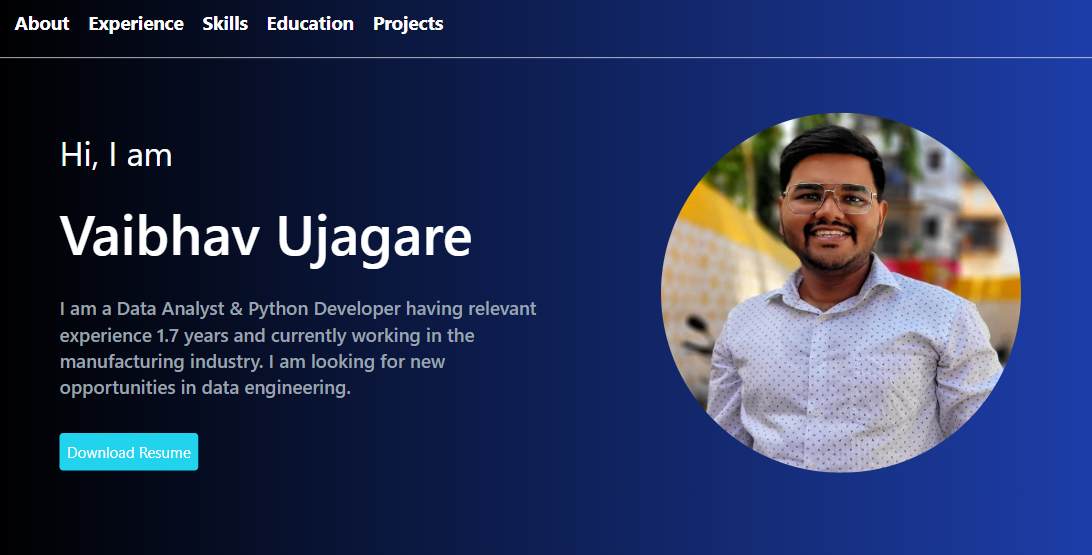 About Experience Skills Education Projects
Hi, I am
Vaibhav Ujagare
I am a Data Analyst & Python Developer having relevant
experience 1.7 years and currently working in the
manufacturing industry. I am looking for new
opportunities in data engineering.
Download Resume